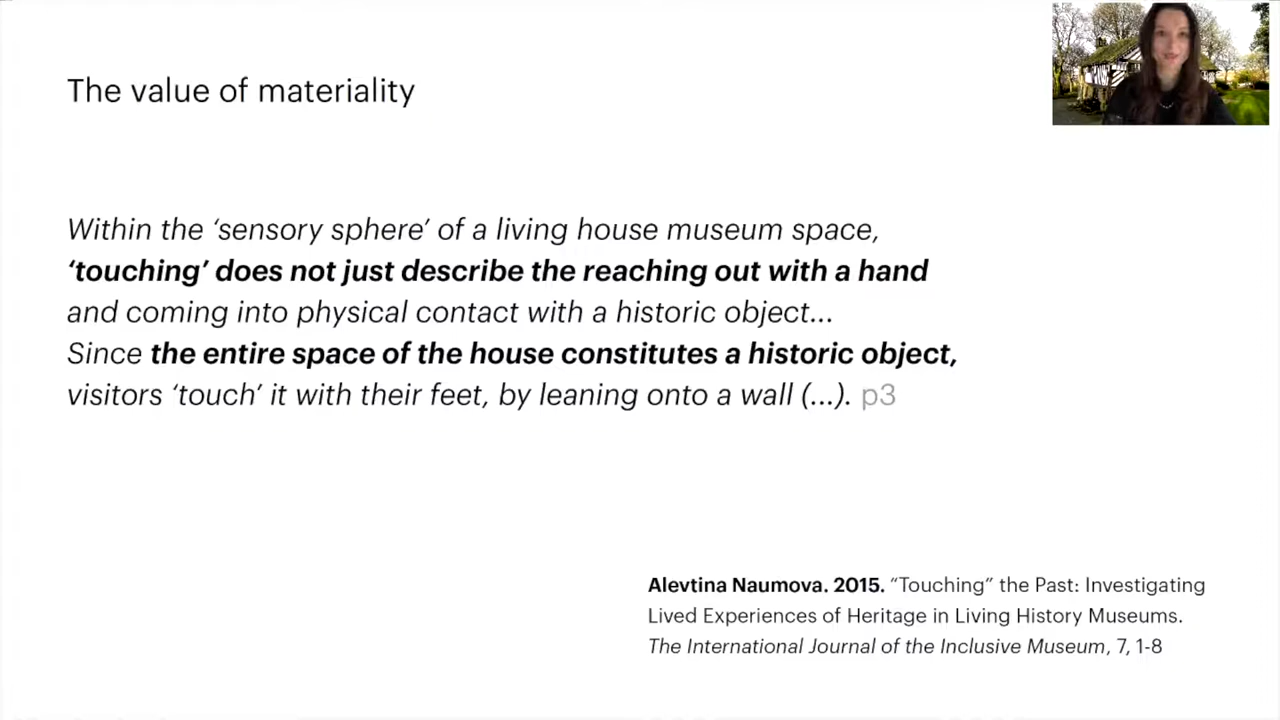 The value of materiality
Within the ‘sensory sphere’ of a living house museum space,
‘touching’ does not just describe the reaching out with a hand
and coming into physical contact with a historic object...
Since the entire space of the house constitutes a historic object,
visitors ‘touch’ it with their feet, by leaning onto a wall (...). p3
Alevtina Naumova. 2015. “Touching” the Past: Investigating
Lived Experiences of Heritage in Living History Museums.
The International Journal of the Inclusive Museum, 7, 1-8